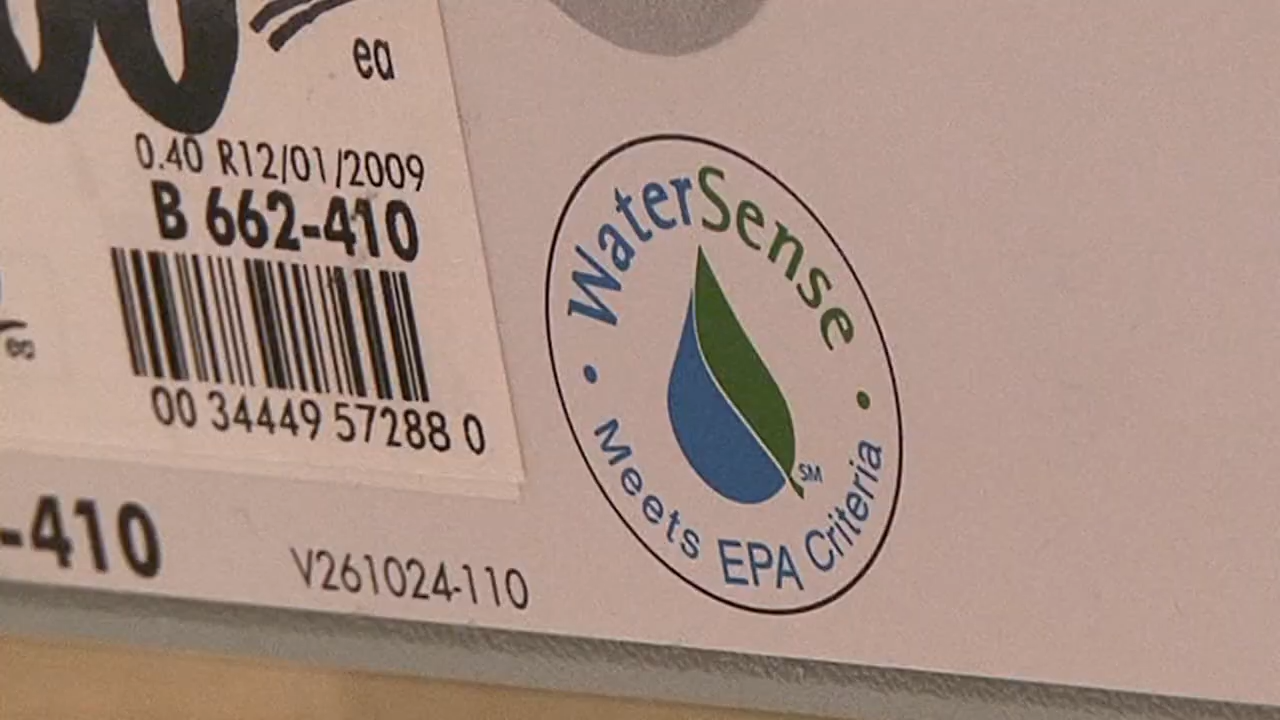 ea
0.40 R12/01/2009
B 662-410
00 34449 57288 0
-410
V261024-110
WaterSense
SM
Meets EPA Criteria